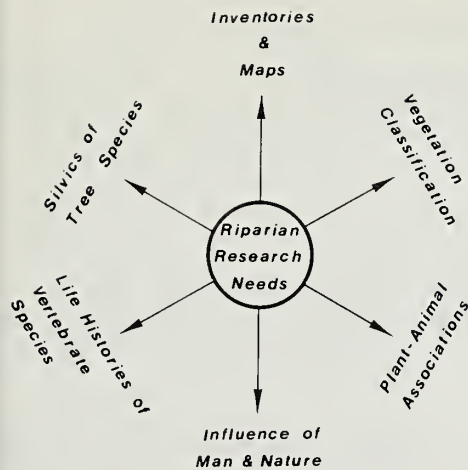 Inventories
&
Maps
Vegetation
Classification
Plant-Animal
Associations
Influence of
Man & Nature
Life Histories of
Vertebrate
Species
Silvics of
Tree Species
Riparian
Research
Needs